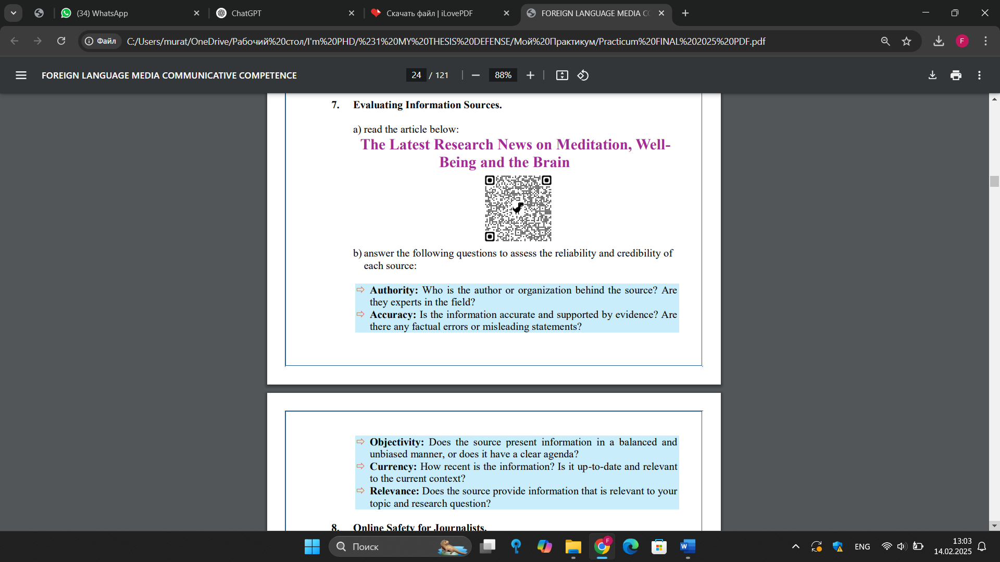 (34) WhatsApp
ChatGPT
Скачать файл | iLovePDF
FOREIGN LANGUAGE MEDIA CO
Файл
C:/Users/murat/OneDrive/Рабочий%20стол/I'm%20PHD/%231%20MY%20THESIS%20DEFENSE/Мой%20Практикум/Practicum%20FINAL%202025%20PDF.pdf
F
FOREIGN LANGUAGE MEDIA COMMUNICATIVE COMPETENCE
24 / 121
88%
7. Evaluating Information Sources.
a) read the article below:
The Latest Research News on Meditation, Well-
Being and the Brain
b) answer the following questions to assess the reliability and credibility of
each source:
⇨ Authority: Who is the author or organization behind the source? Are
they experts in the field?
⇨ Accuracy: Is the information accurate and supported by evidence? Are
there any factual errors or misleading statements?
⇨ Objectivity: Does the source present information in a balanced and
unbiased manner, or does it have a clear agenda?
⇨ Currency: How recent is the information? Is it up-to-date and relevant
to the current context?
⇨ Relevance: Does the source provide information that is relevant to your
topic and research question?
8. Online Safety for Journalists.
Поиск
F
W
ENG
13:03
14.02.2025